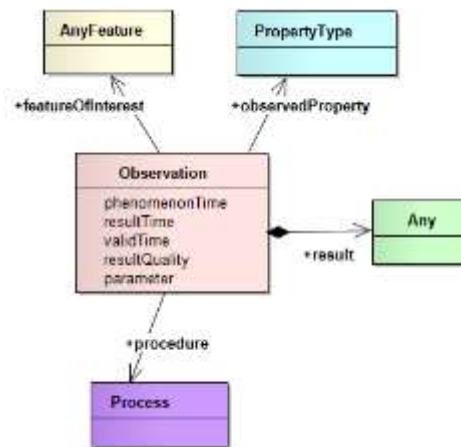 AnyFeature
PropertyType
+featureOfInterest
+observedProperty
Observation
phenomenonTime
resultTime
validTime
resultQuality
parameter
Any
+result
+procedure
Process